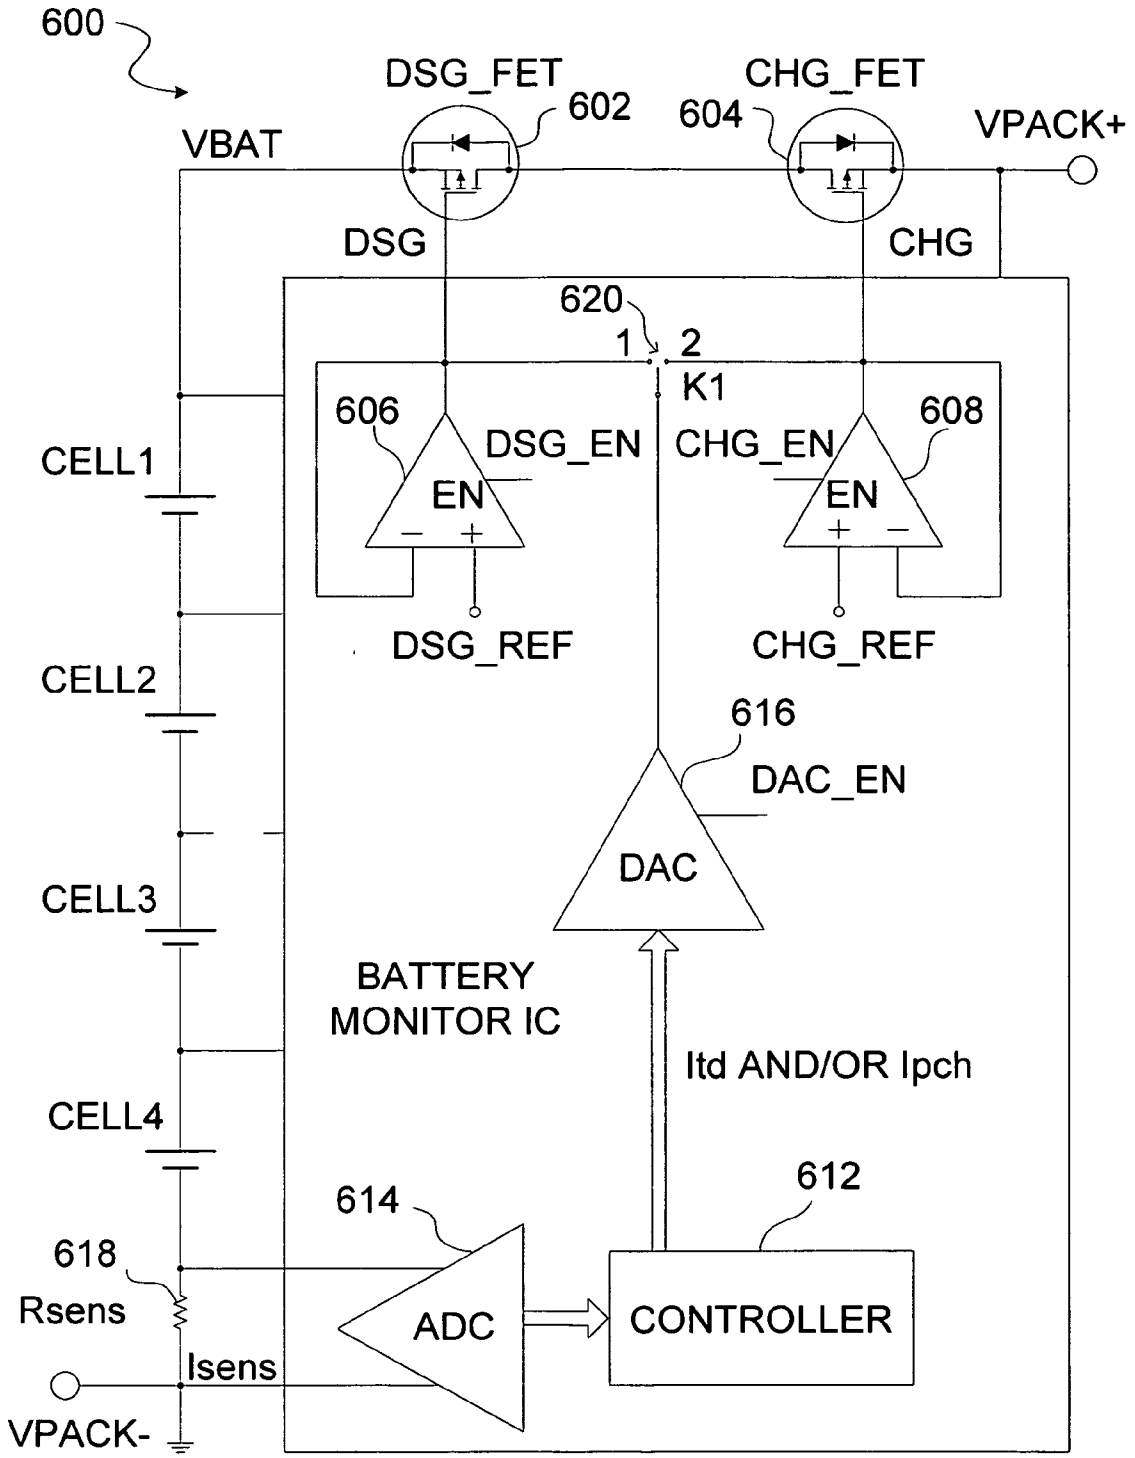 600
DSG_FET
CHG_FET
602
604
VPACK+
VBAT
DSG
CHG
620
1
2
K1
606
608
DSG_EN
CHG_EN
EN
EN
− +
+ −
DSG_REF
CHG_REF
CELL1
CELL2
616
DAC_EN
DAC
CELL3
BATTERY
MONITOR IC
Itd AND/OR Ipch
CELL4
614
612
618
Rsens
ADC
CONTROLLER
Isens
VPACK-